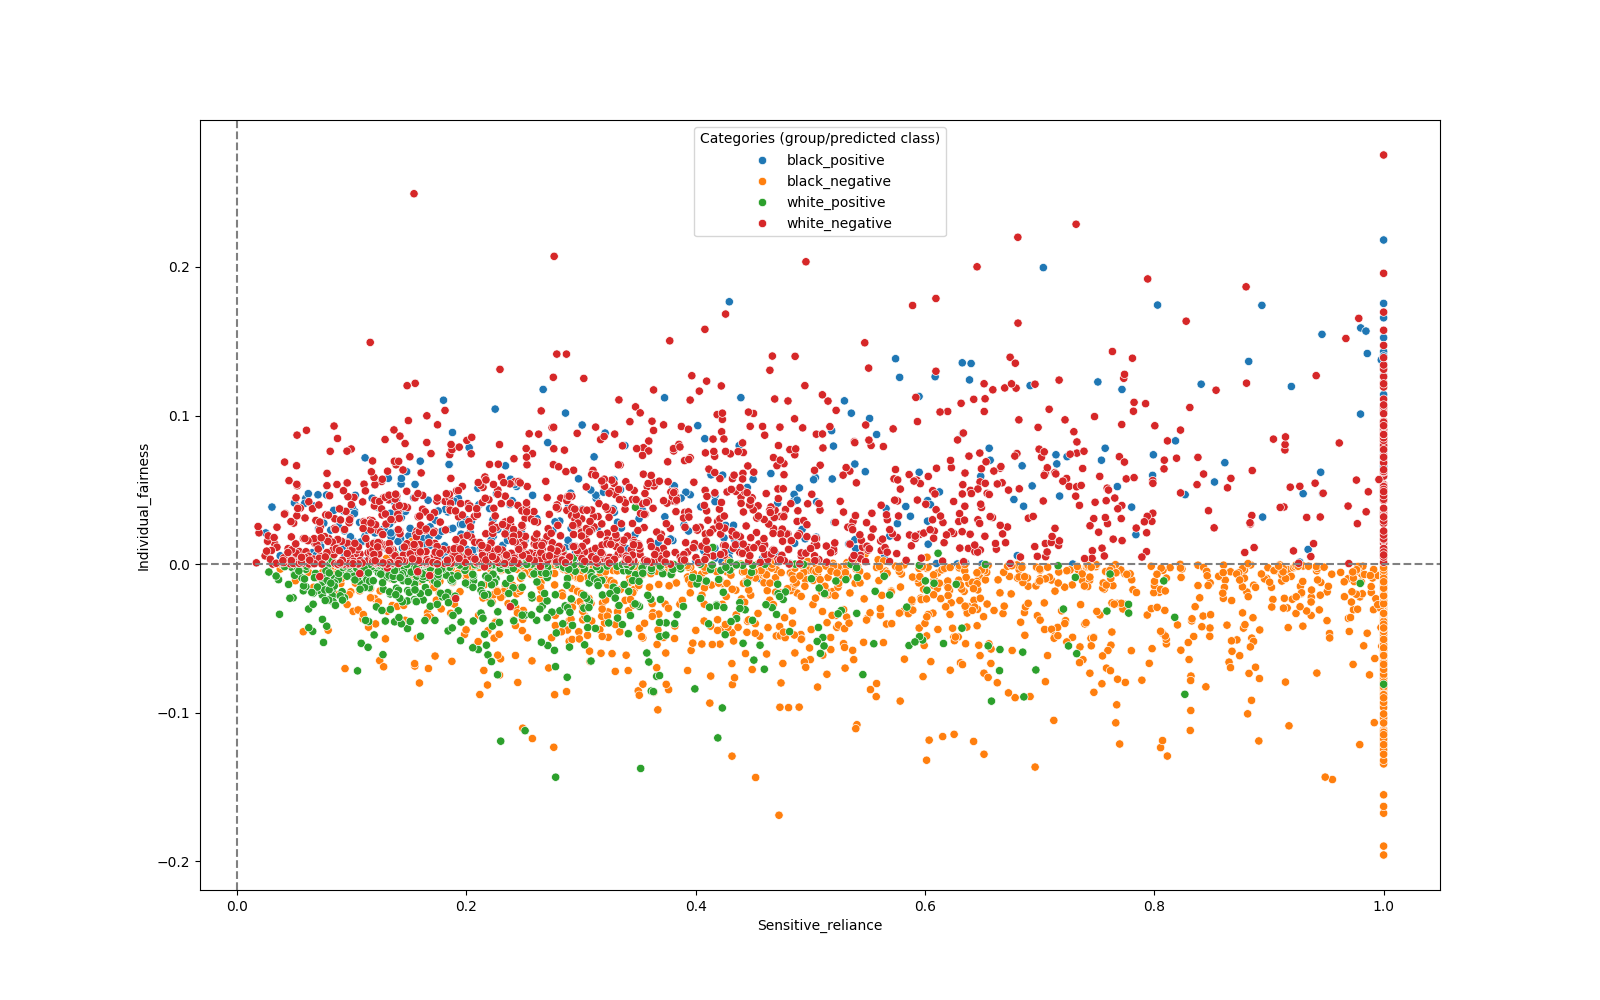 Categories (group/predicted class)
black_positive
black_negative
white_positive
white_negative
Individual_fairness
0.2
0.1
0.0
−0.1
−0.2
0.0 0.2 0.4 0.6 0.8 1.0
Sensitive_reliance